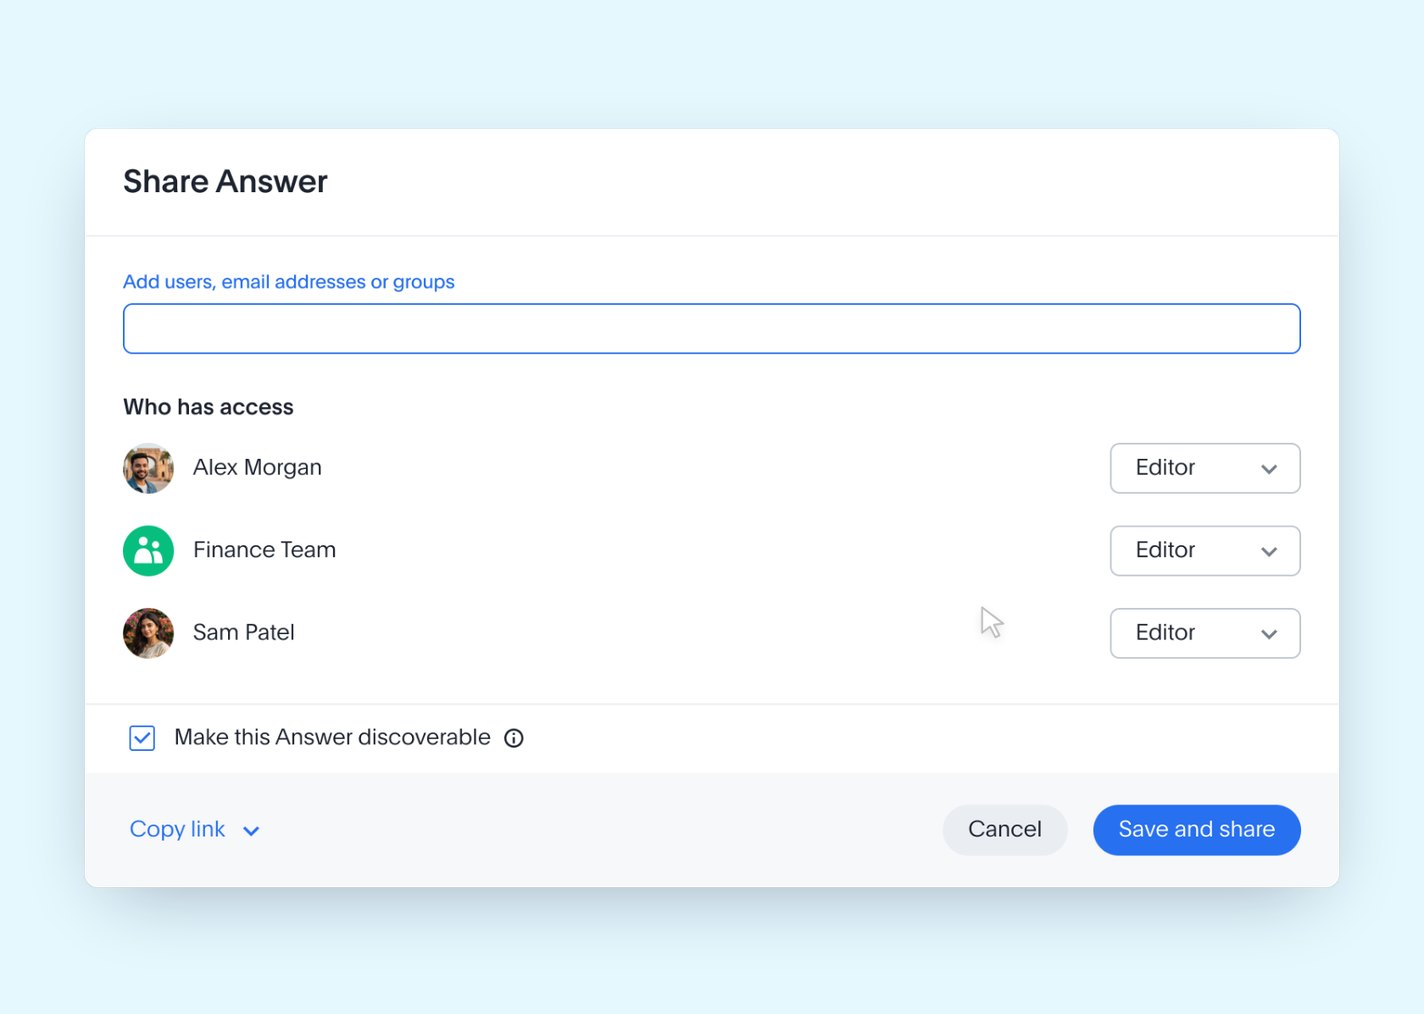 Share Answer
Add users, email addresses or groups
Who has access
Alex Morgan
Editor
Finance Team
Editor
Sam Patel
Editor
Make this Answer discoverable
Copy link
Cancel
Save and share